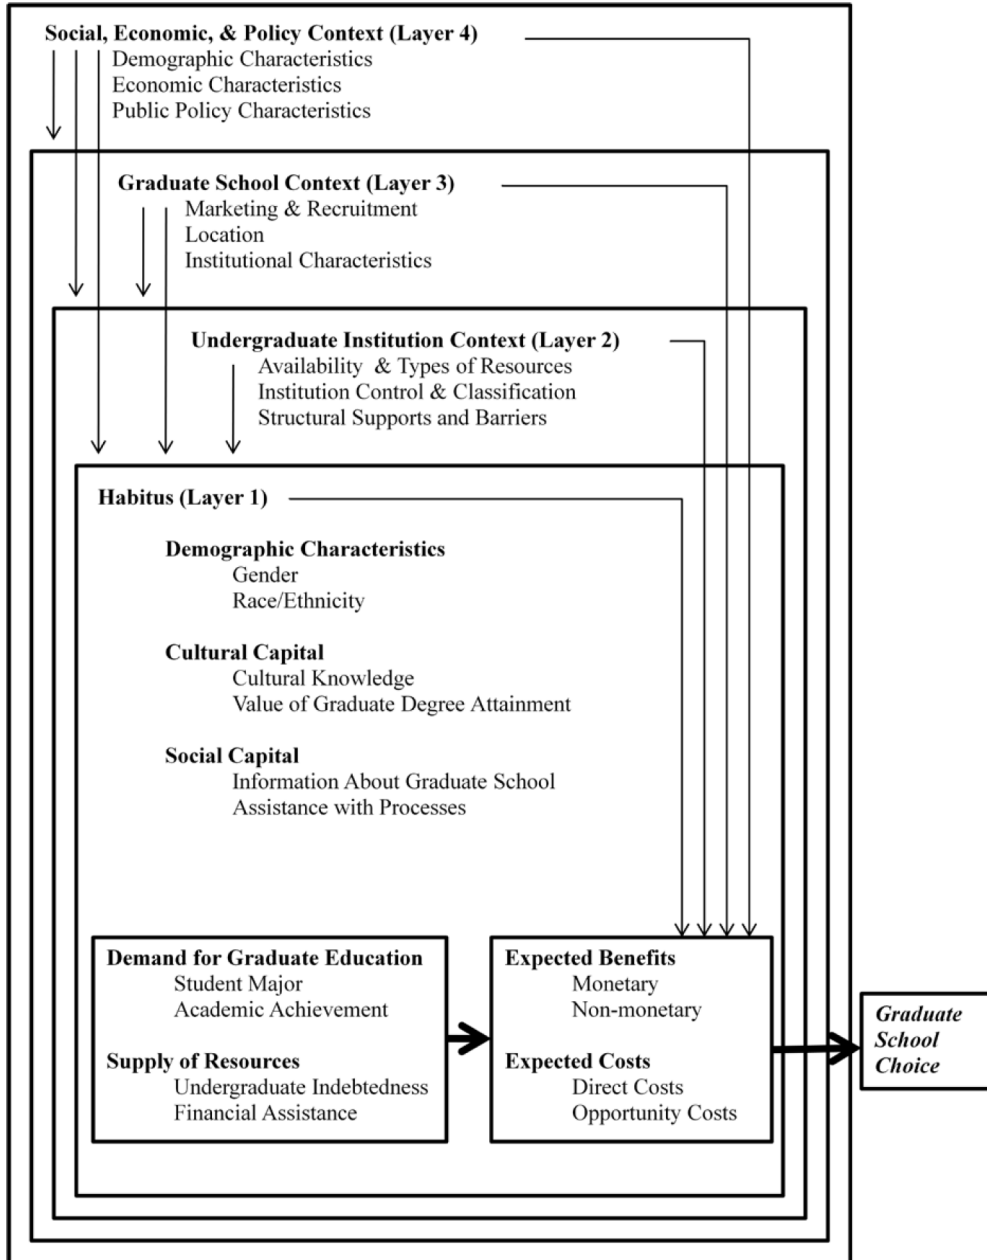 Social, Economic, & Policy Context (Layer 4)
Demographic Characteristics
Economic Characteristics
Public Policy Characteristics
Graduate School Context (Layer 3)
Marketing & Recruitment
Location
Institutional Characteristics
Undergraduate Institution Context (Layer 2)
Availability & Types of Resources
Institution Control & Classification
Structural Supports and Barriers
Habitus (Layer 1)
Demographic Characteristics
Gender
Race/Ethnicity
Cultural Capital
Cultural Knowledge
Value of Graduate Degree Attainment
Social Capital
Information About Graduate School
Assistance with Processes
Demand for Graduate Education
Student Major
Academic Achievement
Supply of Resources
Undergraduate Indebtedness
Financial Assistance
Expected Benefits
Monetary
Non-monetary
Expected Costs
Direct Costs
Opportunity Costs
Graduate
School
Choice